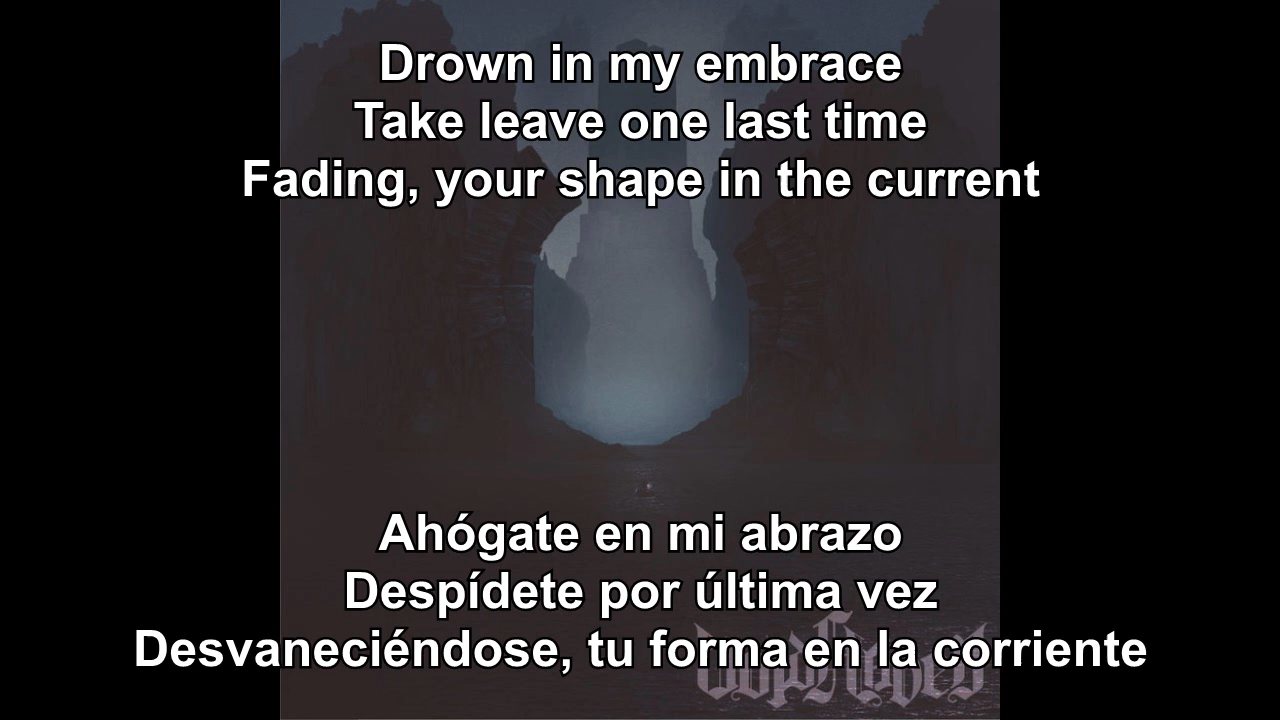 Drown in my embrace
Take leave one last time
Fading, your shape in the current
Ahógate en mi abrazo
Despídete por última vez
Desvaneciéndose, tu forma en la corriente